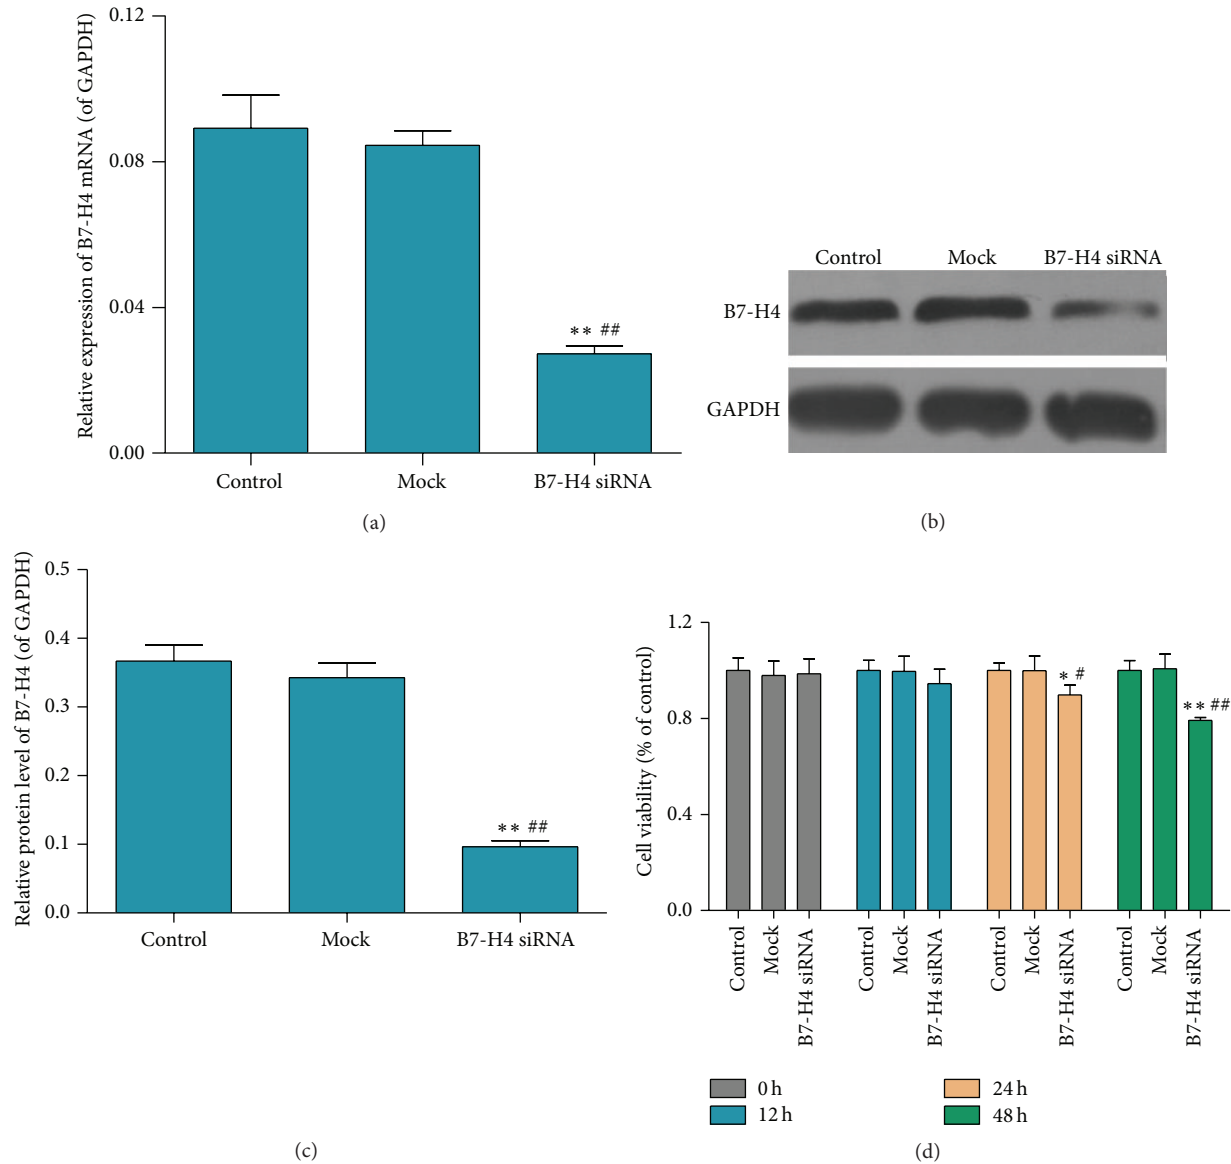 Relative expression of B7-H4 mRNA (of GAPDH)
0.12
0.08
0.04
0.00
** ##
Control
Mock
B7-H4 siRNA
(a)
Control
Mock
B7-H4 siRNA
B7-H4
GAPDH
(b)
Relative protein level of B7-H4 (of GAPDH)
0.5
0.4
0.3
0.2
0.1
0.0
** ##
Control
Mock
B7-H4 siRNA
(c)
Cell viability (% of control)
1.2
0.8
0.4
0.0
* #
** ##
Control
Mock
B7-H4 siRNA
Control
Mock
B7-H4 siRNA
Control
Mock
B7-H4 siRNA
Control
Mock
B7-H4 siRNA
0 h
12 h
24 h
48 h
(d)